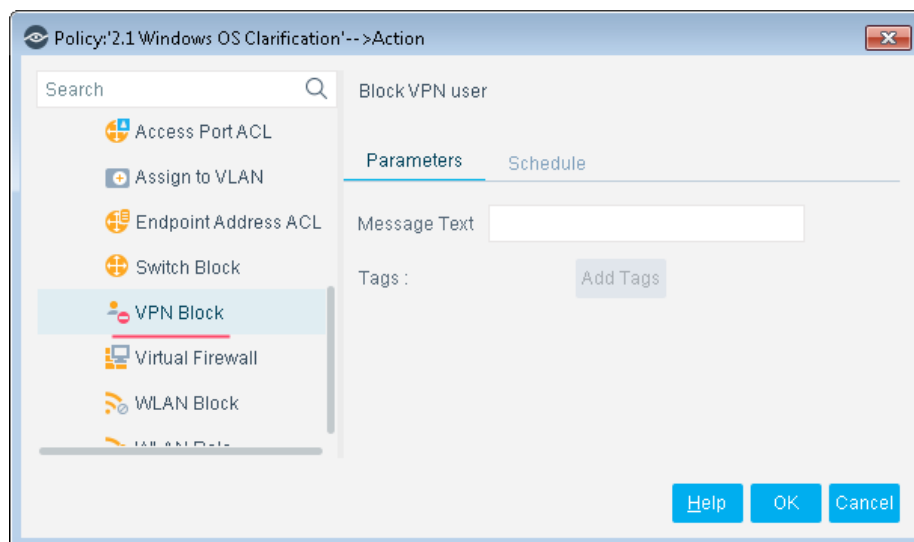 Policy:'2.1 Windows OS Clarification'-->Action
Search
Access Port ACL
Assign to VLAN
Endpoint Address ACL
Switch Block
VPN Block
Virtual Firewall
WLAN Block
WLAN Role
Block VPN user
Parameters Schedule
Message Text
Tags :
Add Tags
Help OK Cancel